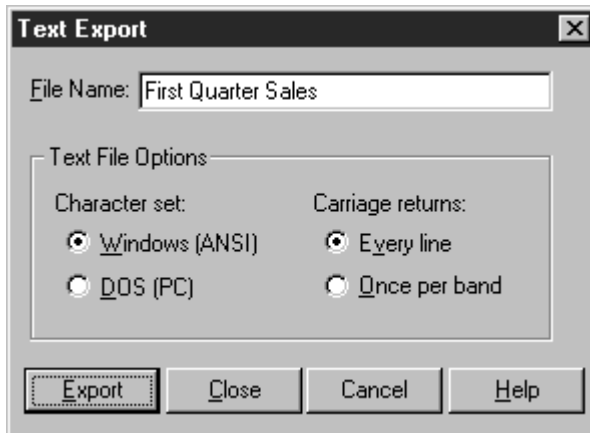 Text Export
File Name: First Quarter Sales
Text File Options
Character set:
Windows (ANSI)
DOS (PC)
Carriage returns:
Every line
Once per band
Export
Close
Cancel
Help